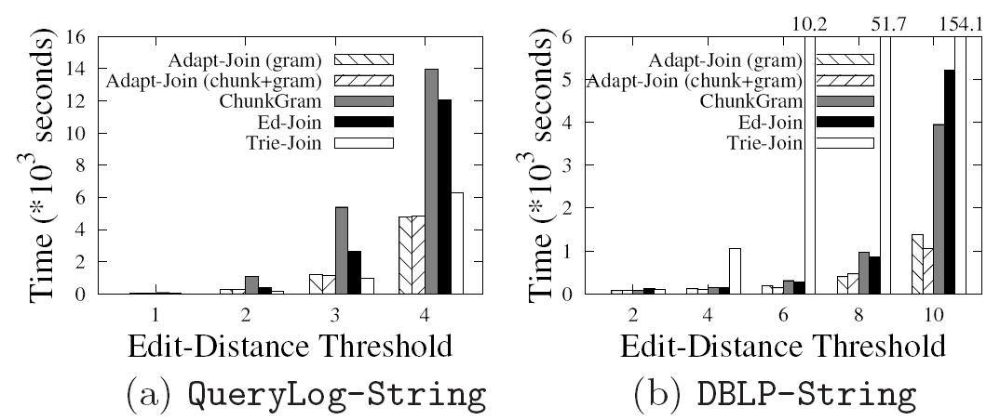 16
14
12
10
8
6
4
2
0
Time (*10³ seconds)
Adapt-Join (gram)
Adapt-Join (chunk+gram)
ChunkGram
Ed-Join
Trie-Join
1 2 3 4
Edit-Distance Threshold
(a) QueryLog-String
10.2 51.7 154.1
6
5
4
3
2
1
0
Time (*10³ seconds)
Adapt-Join (gram)
Adapt-Join (chunk+gram)
ChunkGram
Ed-Join
Trie-Join
2 4 6 8 10
Edit-Distance Threshold
(b) DBLP-String